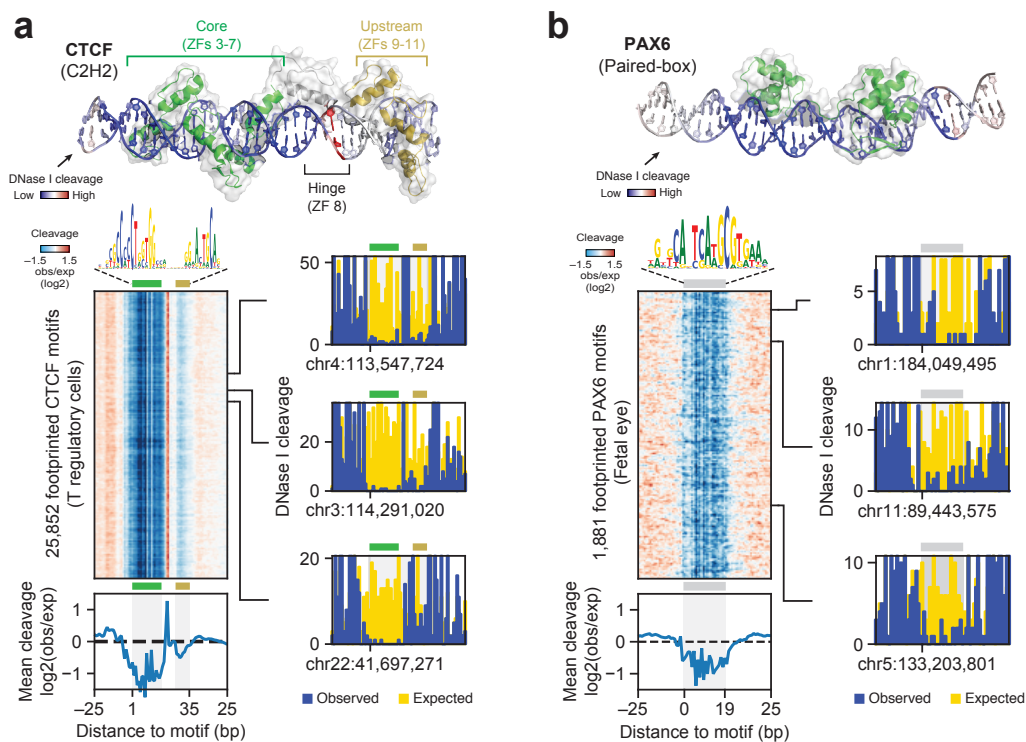 a
CTCF
(C2H2)
Core
(ZFs 3-7)
Upstream
(ZFs 9-11)
DNase I cleavage
Low High
Hinge
(ZF 8)
Cleavage
−1.5 1.5
obs/exp
(log2)
25,852 footprinted CTCF motifs
(T regulatory cells)
Mean cleavage
log2(obs/exp)
1
0
−1
−25 1 35 25
Distance to motif (bp)
DNase I cleavage
50
0
chr4:113,547,724
20
0
chr3:114,291,020
20
0
chr22:41,697,271
Observed Expected
b
PAX6
(Paired-box)
DNase I cleavage
Low High
Cleavage
−1.5 1.5
obs/exp
(log2)
1,881 footprinted PAX6 motifs
(Fetal eye)
Mean cleavage
log2(obs/exp)
1
0
−1
−25 0 19 25
Distance to motif (bp)
DNase I cleavage
5
0
chr1:184,049,495
10
0
chr11:89,443,575
10
0
chr5:133,203,801
Observed Expected